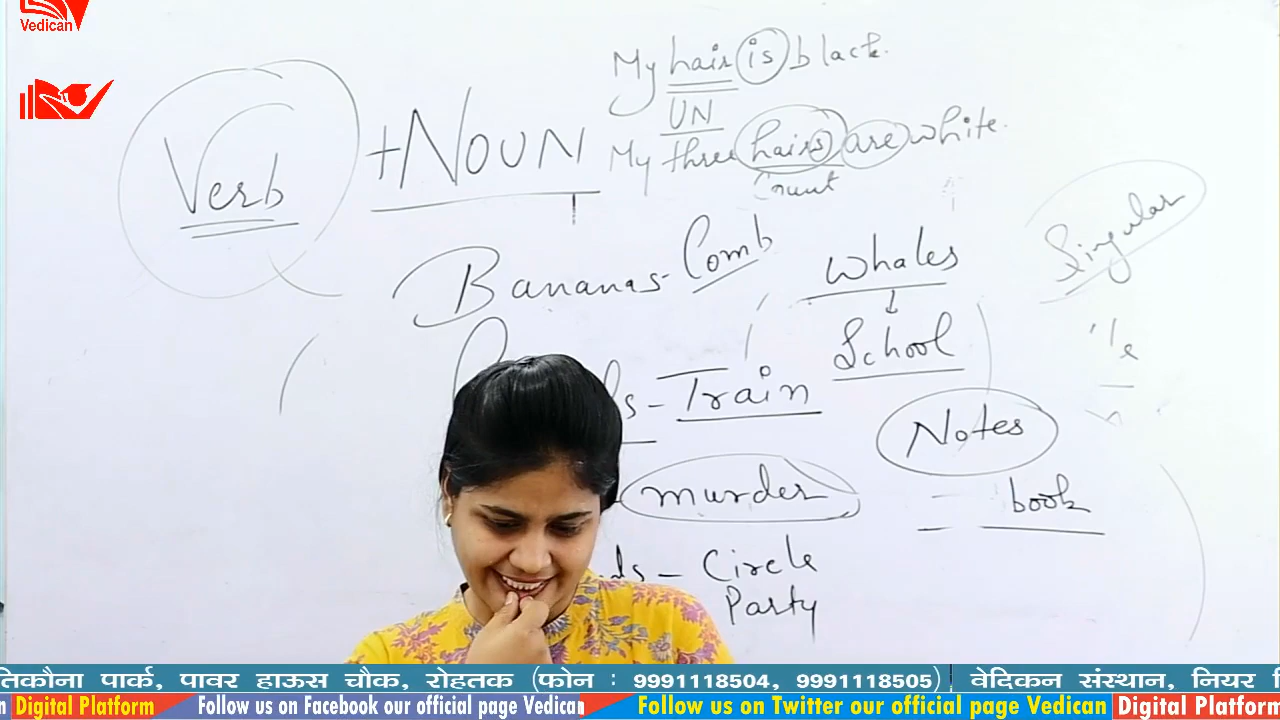 Vedican
My hair is black.
UN
Verb + Noun
My three hairs are white.
Count
Singular
Bananas - Comb
Whales
School
s - Train
Notes
murder
book
ds - Circle
Party
तिकौना पार्क, पावर हाऊस चौक, रोहतक (फोन : 9991118504, 9991118505) | वेदिकन संस्थान, नियर
n Digital Platform Follow us on Facebook our official page Vedican Follow us on Twitter our official page Vedican Digital Platform